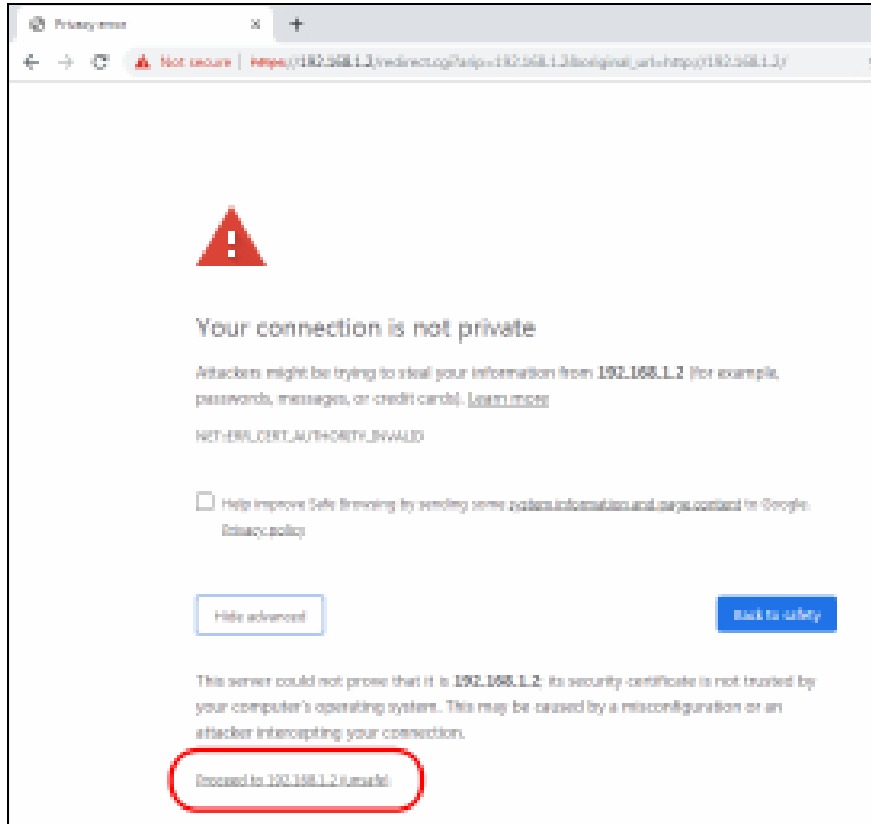 Privacy error
Not secure | https://192.168.1.2/redirect.cgi?arip=192.168.1.2&original_url=http://192.168.1.2/
Your connection is not private
Attackers might be trying to steal your information from 192.168.1.2 (for example,
passwords, messages, or credit cards). Learn more
NET::ERR_CERT_AUTHORITY_INVALID
Help improve Safe Browsing by sending some system information and page content to Google.
Privacy policy
Hide advanced
Back to safety
This server could not prove that it is 192.168.1.2; its security certificate is not trusted by
your computer's operating system. This may be caused by a misconfiguration or an
attacker intercepting your connection.
Proceed to 192.168.1.2 (unsafe)